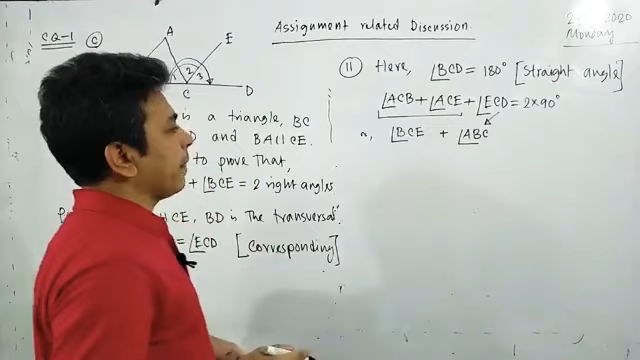 Assignment related Discussion.
2020
Monday
CQ-1 (c)
A
E
1 2 3
C
D
is a triangle, BC
and BA||CE.
to prove that,
+ ∠BCE = 2 right angles
CE, BD is the transversal.
= ∠ECD [Corresponding]
(11) Here, ∠BCD = 180° [Straight angle]
∠ACB + ∠ACE + ∠ECD = 2×90°
∠BCE + ∠ABC